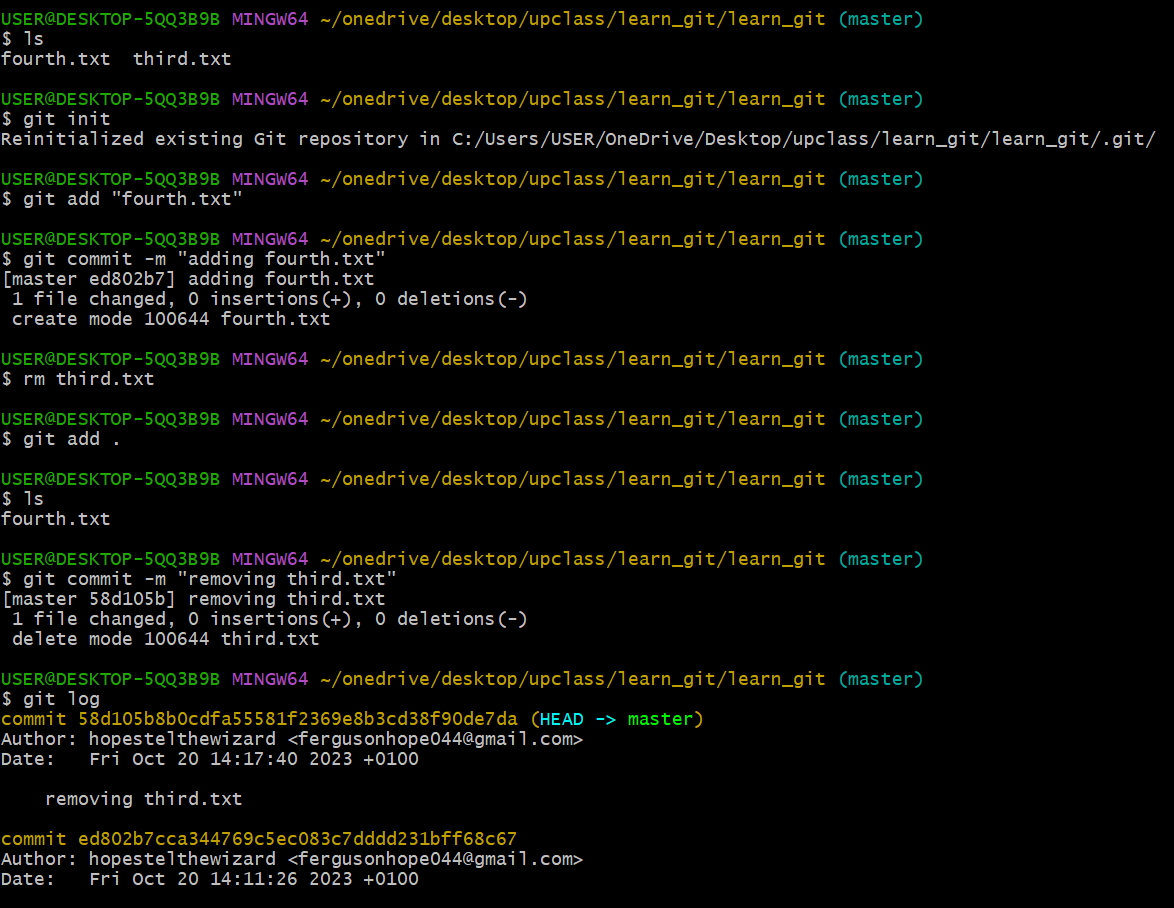 USER@DESKTOP-5QQ3B9B MINGW64 ~/onedrive/desktop/upclass/learn_git/learn_git (master)
$ ls
fourth.txt  third.txt
USER@DESKTOP-5QQ3B9B MINGW64 ~/onedrive/desktop/upclass/learn_git/learn_git (master)
$ git init
Reinitialized existing Git repository in C:/Users/USER/OneDrive/Desktop/upclass/learn_git/learn_git/.git/
USER@DESKTOP-5QQ3B9B MINGW64 ~/onedrive/desktop/upclass/learn_git/learn_git (master)
$ git add "fourth.txt"
USER@DESKTOP-5QQ3B9B MINGW64 ~/onedrive/desktop/upclass/learn_git/learn_git (master)
$ git commit -m "adding fourth.txt"
[master ed802b7] adding fourth.txt
 1 file changed, 0 insertions(+), 0 deletions(-)
 create mode 100644 fourth.txt
USER@DESKTOP-5QQ3B9B MINGW64 ~/onedrive/desktop/upclass/learn_git/learn_git (master)
$ rm third.txt
USER@DESKTOP-5QQ3B9B MINGW64 ~/onedrive/desktop/upclass/learn_git/learn_git (master)
$ git add .
USER@DESKTOP-5QQ3B9B MINGW64 ~/onedrive/desktop/upclass/learn_git/learn_git (master)
$ ls
fourth.txt
USER@DESKTOP-5QQ3B9B MINGW64 ~/onedrive/desktop/upclass/learn_git/learn_git (master)
$ git commit -m "removing third.txt"
[master 58d105b] removing third.txt
 1 file changed, 0 insertions(+), 0 deletions(-)
 delete mode 100644 third.txt
USER@DESKTOP-5QQ3B9B MINGW64 ~/onedrive/desktop/upclass/learn_git/learn_git (master)
$ git log
commit 58d105b8b0cdfa55581f2369e8b3cd38f90de7da (HEAD -> master)
Author: hopestelthewizard <fergusonhope044@gmail.com>
Date:   Fri Oct 20 14:17:40 2023 +0100
    removing third.txt
commit ed802b7cca344769c5ec083c7dddd231bff68c67
Author: hopestelthewizard <fergusonhope044@gmail.com>
Date:   Fri Oct 20 14:11:26 2023 +0100